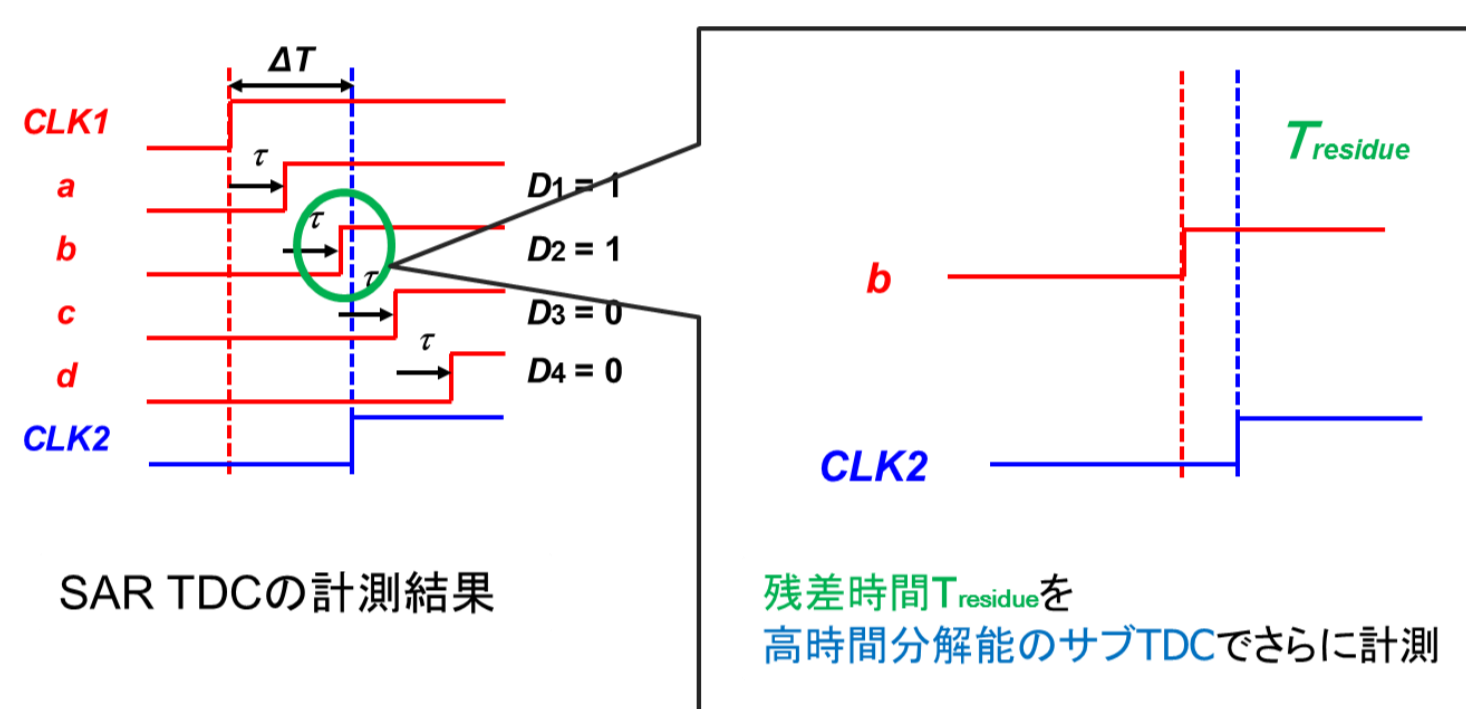 ΔT
CLK1
τ
a
D1 = 1
τ
b
D2 = 1
τ
c
D3 = 0
τ
d
D4 = 0
CLK2
SAR TDCの計測結果
Tresidue
b
CLK2
残差時間Tresidueを
高時間分解能のサブTDCでさらに計測